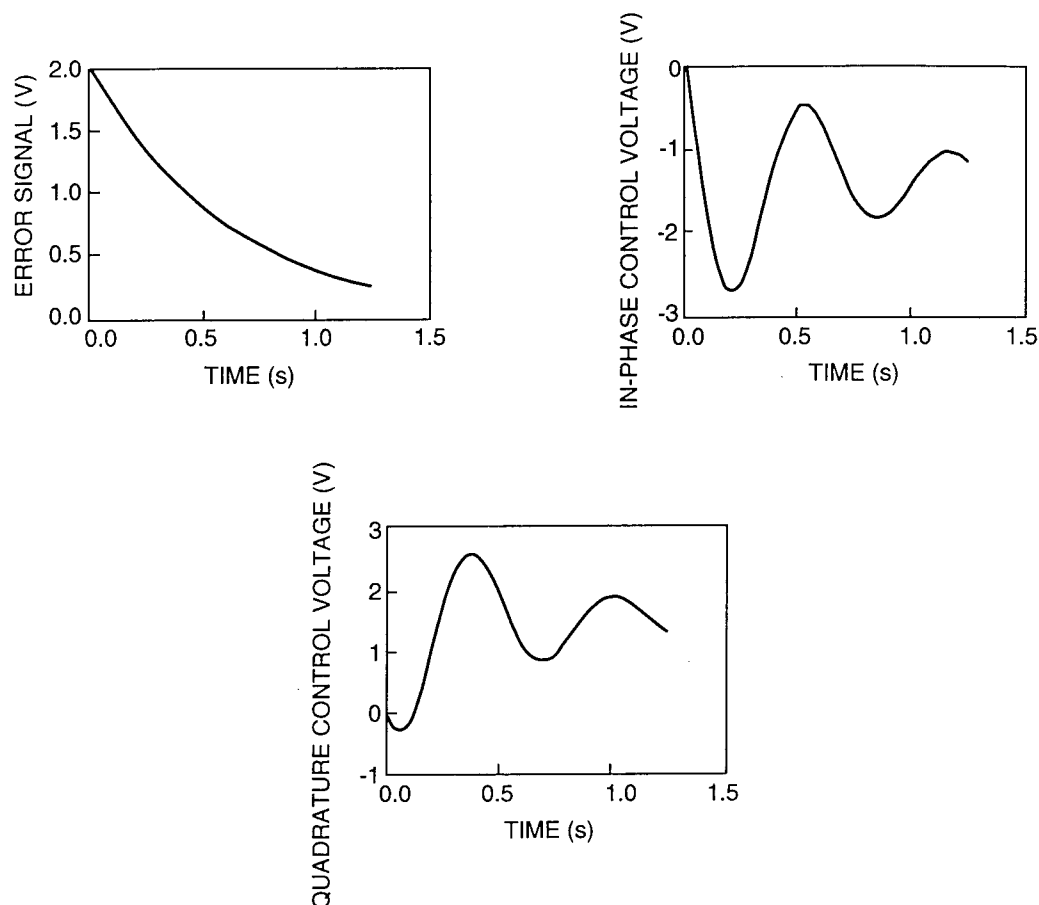 ERROR SIGNAL (V)
2.0
1.5
1.0
0.5
0.0
0.0 0.5 1.0 1.5
TIME (s)
IN-PHASE CONTROL VOLTAGE (V)
0
-1
-2
-3
0.0 0.5 1.0 1.5
TIME (s)
QUADRATURE CONTROL VOLTAGE (V)
3
2
1
0
-1
0.0 0.5 1.0 1.5
TIME (s)